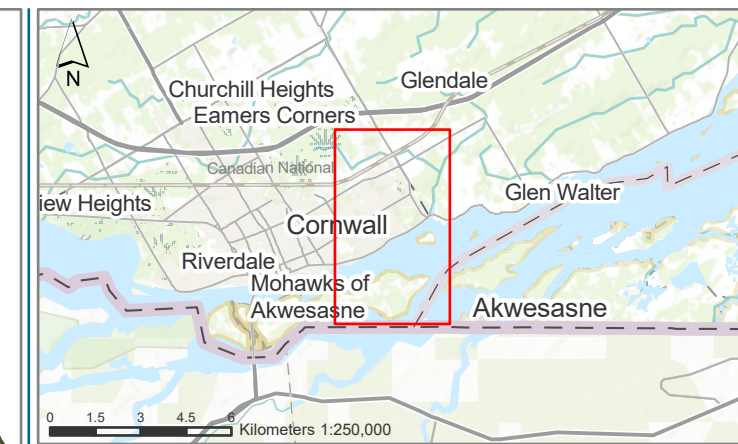 N
Glendale
Churchill Heights
Eamers Corners
Canadian National
iew Heights
Glen Walter
1
Cornwall
Riverdale
Mohawks of
Akwesasne
Akwesasne
0 1.5 3 4.5 6
Kilometers 1:250,000